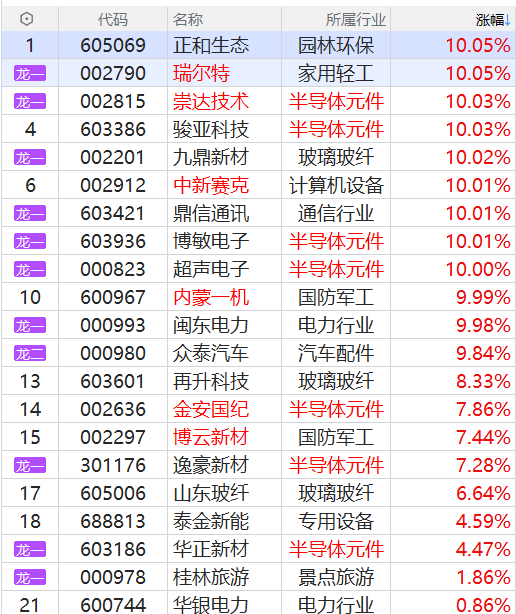 代码 名称 所属行业 涨幅↓
1 605069 正和生态 园林环保 10.05%
龙一 002790 瑞尔特 家用轻工 10.05%
龙一 002815 崇达技术 半导体元件 10.03%
4 603386 骏亚科技 半导体元件 10.03%
龙一 002201 九鼎新材 玻璃玻纤 10.02%
6 002912 中新赛克 计算机设备 10.01%
龙一 603421 鼎信通讯 通信行业 10.01%
龙一 603936 博敏电子 半导体元件 10.01%
龙一 000823 超声电子 半导体元件 10.00%
10 600967 内蒙一机 国防军工 9.99%
龙一 000993 闽东电力 电力行业 9.98%
龙二 000980 众泰汽车 汽车配件 9.84%
13 603601 再升科技 玻璃玻纤 8.33%
14 002636 金安国纪 半导体元件 7.86%
15 002297 博云新材 国防军工 7.44%
龙一 301176 逸豪新材 半导体元件 7.28%
17 605006 山东玻纤 玻璃玻纤 6.64%
18 688813 泰金新能 专用设备 4.59%
龙一 603186 华正新材 半导体元件 4.47%
龙一 000978 桂林旅游 景点旅游 1.86%
21 600744 华银电力 电力行业 0.86%